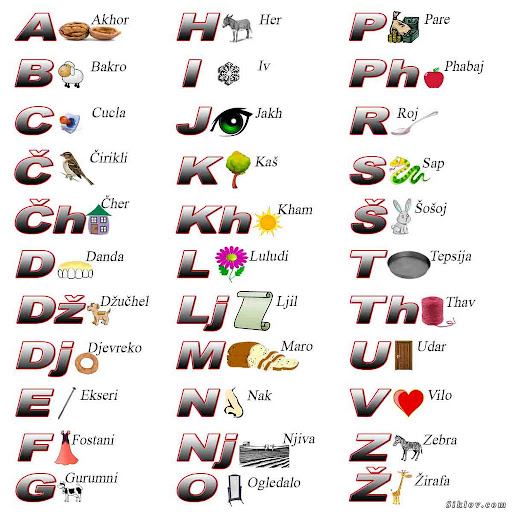 A Akhor
B Bakro
C Cucla
Č Čirikli
Čh Čher
D Danda
Dž Džučhel
Dj Djevreko
E Ekseri
F Fostani
G Gurumni
H Her
I Iv
J Jakh
K Kaš
Kh Kham
L Luludi
Lj Ljil
M Maro
N Nak
Nj Njiva
O Ogledalo
P Pare
Ph Phabaj
R Roj
S Sap
Š Šošoj
T Tepsija
Th Thav
U Udar
V Vilo
Z Zebra
Ž Žirafa
Siklov.com